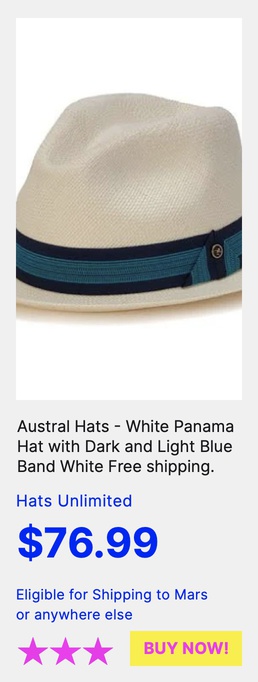 Austral Hats - White Panama
Hat with Dark and Light Blue
Band White Free shipping.
Hats Unlimited
$76.99
Eligible for Shipping to Mars
or anywhere else
BUY NOW!